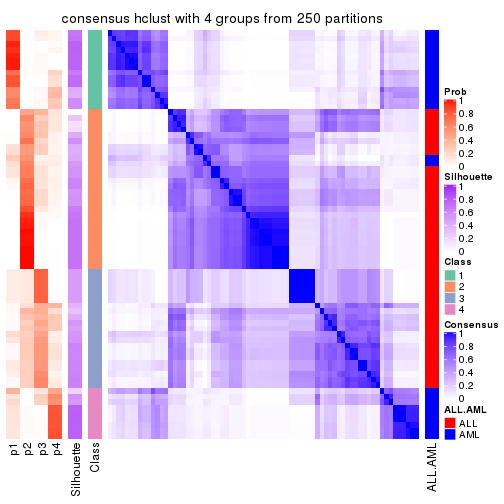 consensus hclust with 4 groups from 250 partitions
Prob
1
0.8
0.6
0.4
0.2
0
Silhouette
1
0.8
0.6
0.4
0.2
0
Class
1
2
3
4
Consensus
1
0.8
0.6
0.4
0.2
0
ALL.AML
ALL
AML
p1
p2
p3
p4
Silhouette
Class
ALL.AML